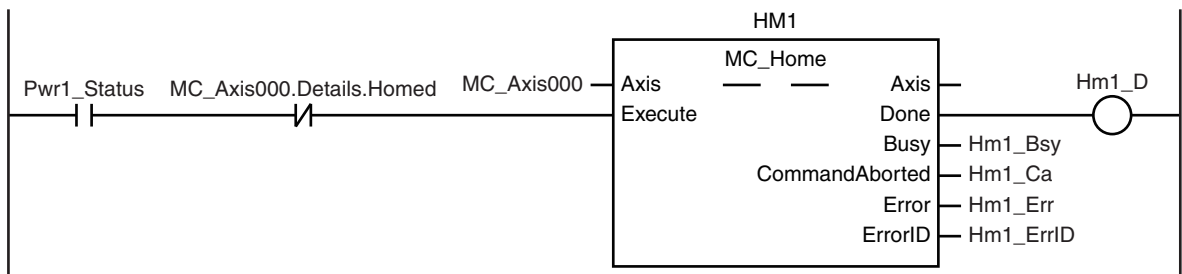 HM1
MC_Home
Pwr1_Status MC_Axis000.Details.Homed MC_Axis000 Axis Axis Hm1_D
Execute Done
Busy Hm1_Bsy
CommandAborted Hm1_Ca
Error Hm1_Err
ErrorID Hm1_ErrID